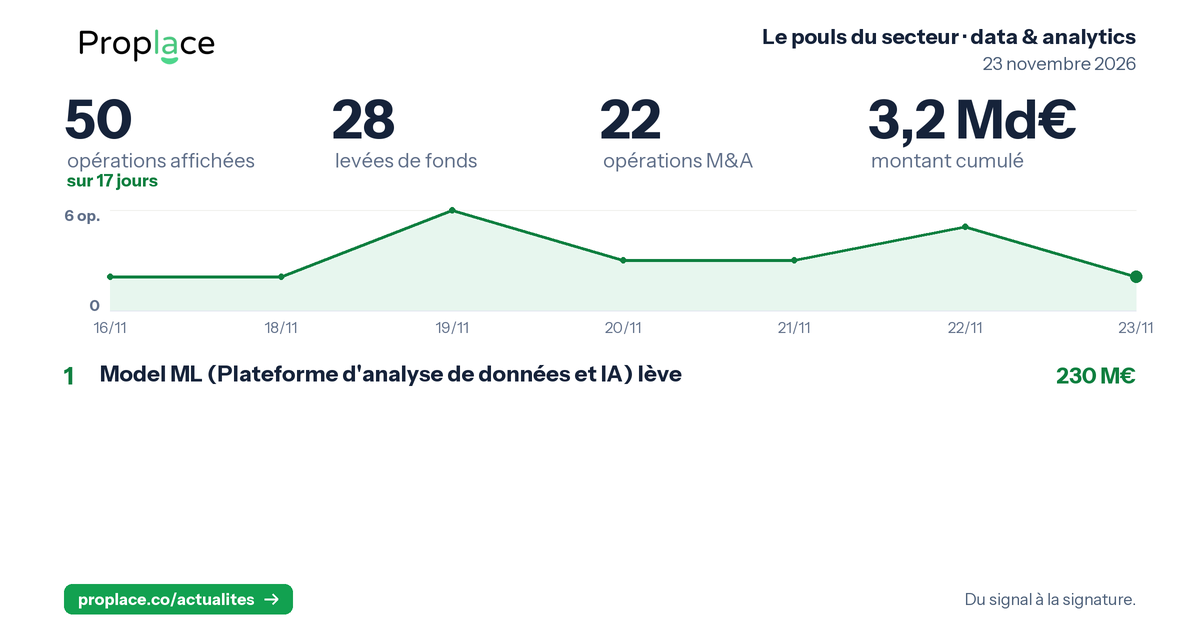 Proplace
Le pouls du secteur · data & analytics
23 novembre 2026
50
opérations affichées
sur 17 jours
28
levées de fonds
22
opérations M&A
3,2 Md€
montant cumulé
6 op.
0
16/11 18/11 19/11 20/11 21/11 22/11 23/11
1 Model ML (Plateforme d'analyse de données et IA) lève 230 M€
proplace.co/actualites →
Du signal à la signature.